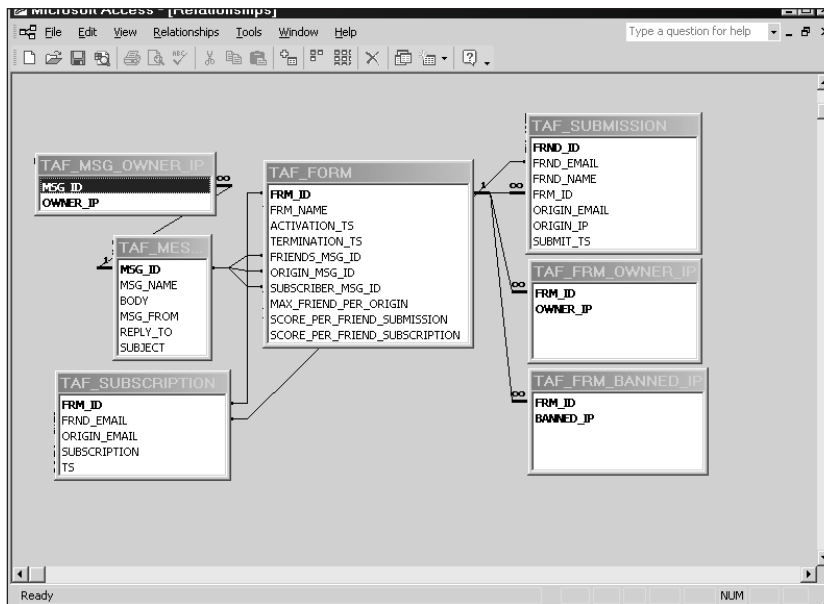 Microsoft Access - [Relationships]
File Edit View Relationships Tools Window Help
Type a question for help
TAF_MSG_OWNER_IP
MSG_ID
OWNER_IP
TAF_MES...
MSG_ID
MSG_NAME
BODY
MSG_FROM
REPLY_TO
SUBJECT
TAF_SUBSCRIPTION
FRM_ID
FRND_EMAIL
ORIGIN_EMAIL
SUBSCRIPTION
TS
TAF_FORM
FRM_ID
FRM_NAME
ACTIVATION_TS
TERMINATION_TS
FRIENDS_MSG_ID
ORIGIN_MSG_ID
SUBSCRIBER_MSG_ID
MAX_FRIEND_PER_ORIGIN
SCORE_PER_FRIEND_SUBMISSION
SCORE_PER_FRIEND_SUBSCRIPTION
TAF_SUBMISSION
FRND_ID
FRND_EMAIL
FRND_NAME
FRM_ID
ORIGIN_EMAIL
ORIGIN_IP
SUBMIT_TS
TAF_FRM_OWNER_IP
FRM_ID
OWNER_IP
TAF_FRM_BANNED_IP
FRM_ID
BANNED_IP
∞
1
1
∞
∞
∞
Ready
NUM